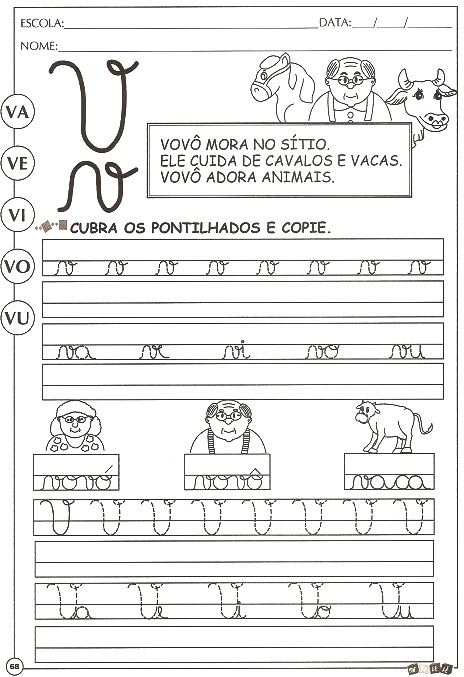 ESCOLA: DATA: / /
NOME:
V
v
VA
VE
VI
VO
VU
VOVÔ MORA NO SÍTIO.
ELE CUIDA DE CAVALOS E VACAS.
VOVÔ ADORA ANIMAIS.
CUBRA OS PONTILHADOS E COPIE.
v v v v v v v v
va ve vi vo vu
vovó vovô vaca
V V V V V V V V
Va Ve Vi Vo Vu
68